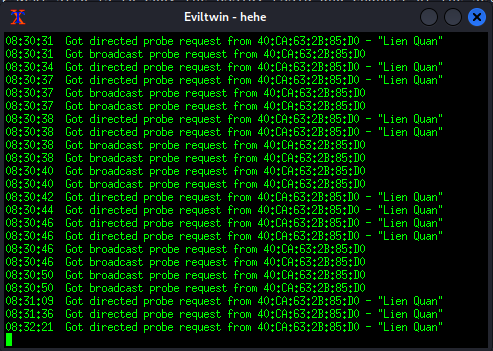 Eviltwin - hehe
08:30:31 Got directed probe request from 40:CA:63:2B:85:D0 - "Lien Quan"
08:30:31 Got broadcast probe request from 40:CA:63:2B:85:D0
08:30:34 Got directed probe request from 40:CA:63:2B:85:D0 - "Lien Quan"
08:30:37 Got directed probe request from 40:CA:63:2B:85:D0 - "Lien Quan"
08:30:37 Got broadcast probe request from 40:CA:63:2B:85:D0
08:30:37 Got broadcast probe request from 40:CA:63:2B:85:D0
08:30:38 Got directed probe request from 40:CA:63:2B:85:D0 - "Lien Quan"
08:30:38 Got directed probe request from 40:CA:63:2B:85:D0 - "Lien Quan"
08:30:38 Got broadcast probe request from 40:CA:63:2B:85:D0
08:30:38 Got broadcast probe request from 40:CA:63:2B:85:D0
08:30:40 Got broadcast probe request from 40:CA:63:2B:85:D0
08:30:40 Got broadcast probe request from 40:CA:63:2B:85:D0
08:30:42 Got directed probe request from 40:CA:63:2B:85:D0 - "Lien Quan"
08:30:44 Got directed probe request from 40:CA:63:2B:85:D0 - "Lien Quan"
08:30:46 Got directed probe request from 40:CA:63:2B:85:D0 - "Lien Quan"
08:30:46 Got directed probe request from 40:CA:63:2B:85:D0 - "Lien Quan"
08:30:46 Got broadcast probe request from 40:CA:63:2B:85:D0
08:30:46 Got broadcast probe request from 40:CA:63:2B:85:D0
08:30:50 Got broadcast probe request from 40:CA:63:2B:85:D0
08:30:50 Got broadcast probe request from 40:CA:63:2B:85:D0
08:31:09 Got directed probe request from 40:CA:63:2B:85:D0 - "Lien Quan"
08:31:36 Got directed probe request from 40:CA:63:2B:85:D0 - "Lien Quan"
08:32:21 Got directed probe request from 40:CA:63:2B:85:D0 - "Lien Quan"